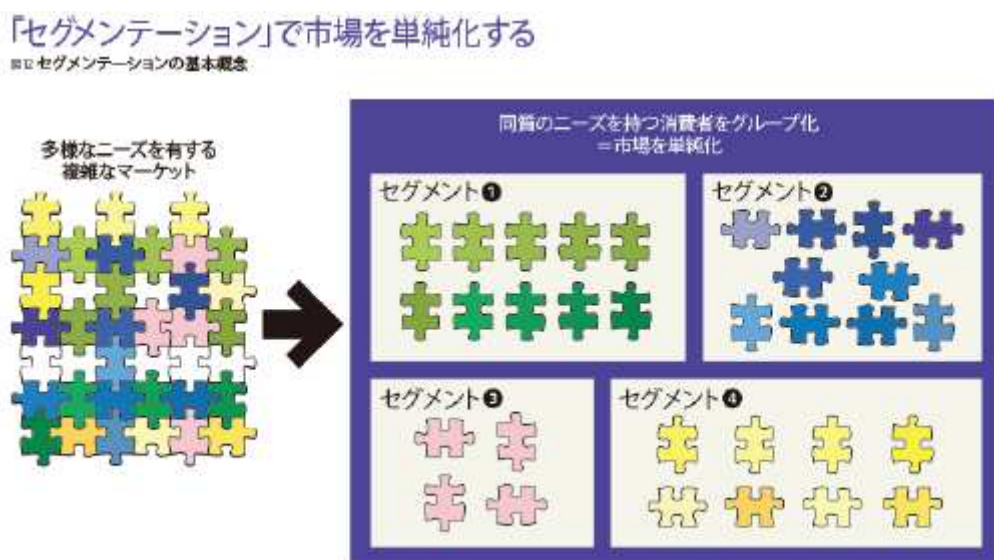 「セグメンテーション」で市場を単純化する
図12 セグメンテーションの基本概念
多様なニーズを有する
複雑なマーケット
同質のニーズを持つ消費者をグループ化
＝市場を単純化
セグメント❶
セグメント❷
セグメント❸
セグメント❹